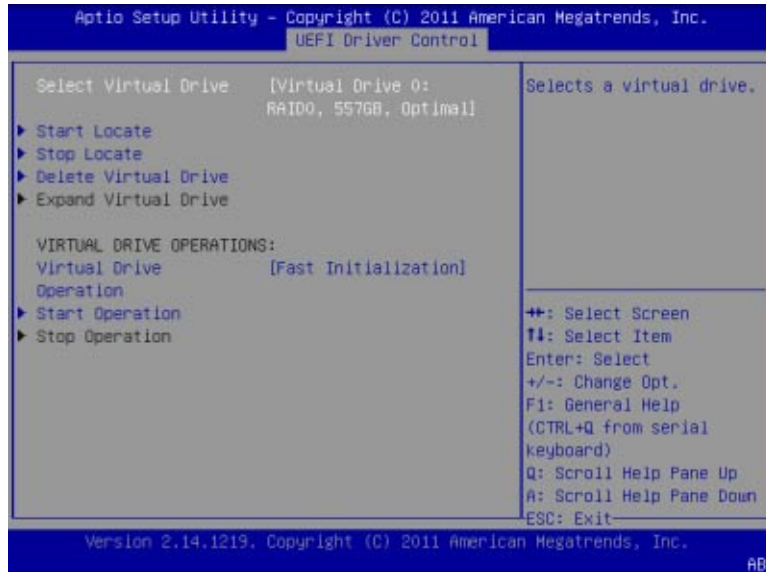 Aptio Setup Utility – Copyright (C) 2011 American Megatrends, Inc.
UEFI Driver Control
Select Virtual Drive [Virtual Drive 0:
RAID0, 557GB, Optimal]
Start Locate
Stop Locate
Delete Virtual Drive
Expand Virtual Drive
VIRTUAL DRIVE OPERATIONS:
Virtual Drive [Fast Initialization]
Operation
Start Operation
Stop Operation
Selects a virtual drive.
→←: Select Screen
↑↓: Select Item
Enter: Select
+/-: Change Opt.
F1: General Help
(CTRL+Q from serial
keyboard)
Q: Scroll Help Pane Up
A: Scroll Help Pane Down
ESC: Exit
Version 2.14.1219. Copyright (C) 2011 American Megatrends, Inc.
AB